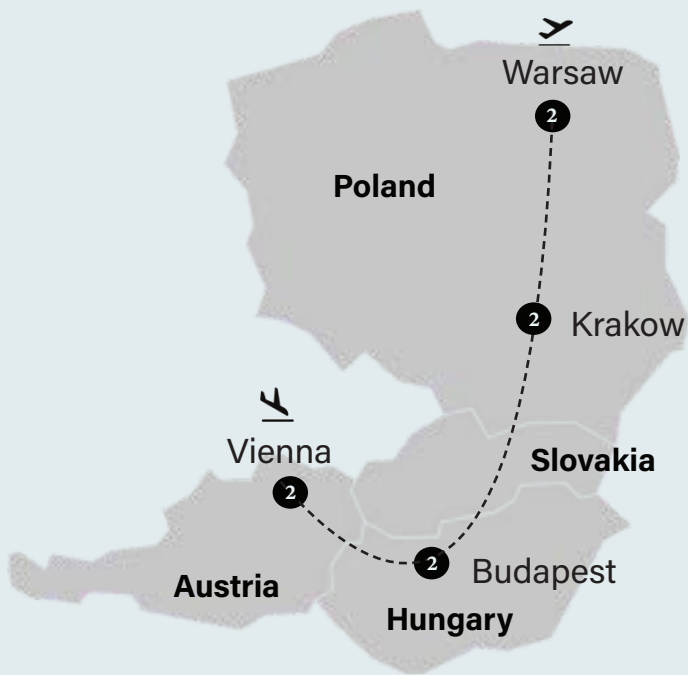 Warsaw
2
Poland
2
Krakow
Vienna
2
Slovakia
2
Budapest
Austria
Hungary